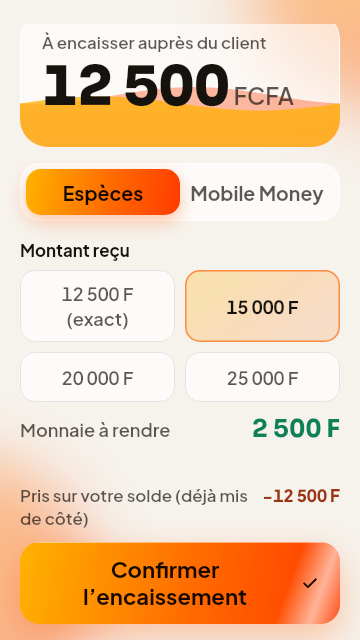 À encaisser auprès du client
12 500 FCFA
Espèces
Mobile Money
Montant reçu
12 500 F
(exact)
15 000 F
20 000 F
25 000 F
Monnaie à rendre
2 500 F
Pris sur votre solde (déjà mis
de côté)
−12 500 F
Confirmer
l’encaissement